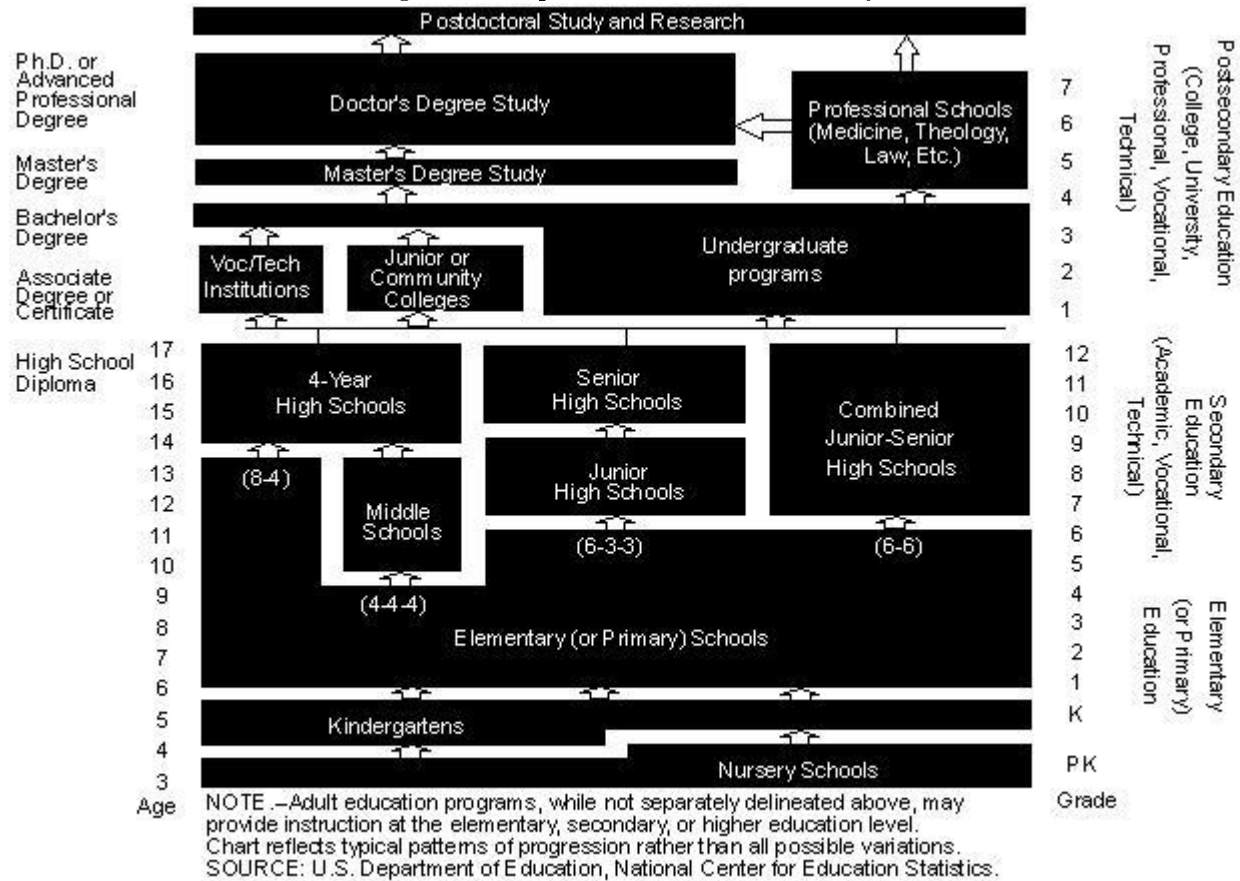 Postdoctoral Study and Research
Ph.D. or
Advanced
Professional
Degree
Doctor's Degree Study
Professional Schools
(Medicine, Theology,
Law, Etc.)
7
6
5
Master's
Degree
Master's Degree Study
4
Bachelor's
Degree
Undergraduate
programs
3
2
1
Voc/Tech
Institutions
Junior or
Community
Colleges
Associate
Degree or
Certificate
Postsecondary Education
(College, University,
Professional, Vocational,
Technical)
High School
Diploma
17
16
15
14
13
12
11
10
9
8
7
6
5
4
3
Age
4-Year
High Schools
Senior
High Schools
Combined
Junior-Senior
High Schools
(8-4)
Middle
Schools
Junior
High Schools
(6-3-3)
(6-6)
(4-4-4)
Elementary (or Primary) Schools
Kindergartens
Nursery Schools
12
11
10
9
8
7
6
5
4
3
2
1
K
PK
Grade
Secondary
Education
(Academic, Vocational,
Technical)
Elementary
(or Primary)
Education
NOTE.–Adult education programs, while not separately delineated above, may
provide instruction at the elementary, secondary, or higher education level.
Chart reflects typical patterns of progression rather than all possible variations.
SOURCE: U.S. Department of Education, National Center for Education Statistics.